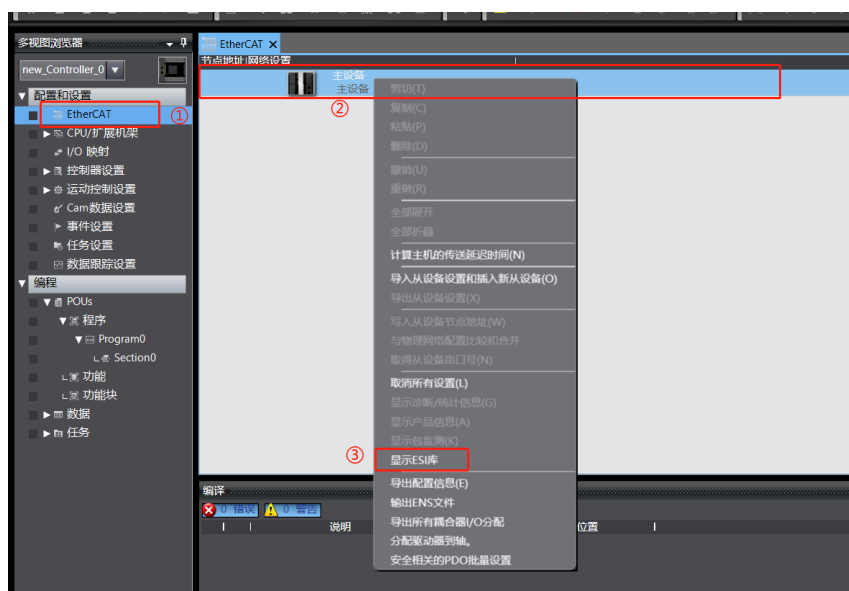 多视图浏览器
new_Controller_0
配置和设置
EtherCAT
①
CPU/扩展机架
I/O 映射
控制器设置
运动控制设置
Cam数据设置
事件设置
任务设置
数据跟踪设置
编程
POUs
程序
Program0
Section0
功能
功能块
数据
任务
EtherCAT
节点地址|网络设置
主设备
主设备
②
剪切(T)
复制(C)
粘贴(P)
删除(D)
撤销(U)
重做(R)
全部展开
全部折叠
计算主机的传送延迟时间(N)
导入从设备设置和插入新从设备(O)
导出从设备设置(X)
写入从设备节点地址(W)
与物理网络配置比较和合并
取得从设备串口号(N)
取消所有设置(L)
显示诊断/统计信息(G)
显示产品信息(A)
显示包监测(K)
③
显示ESI库
导出配置信息(E)
输出ENS文件
导出所有耦合器I/O分配
分配驱动器到轴。
安全相关的PDO批量设置
编译
0 错误
0 警告
说明
位置